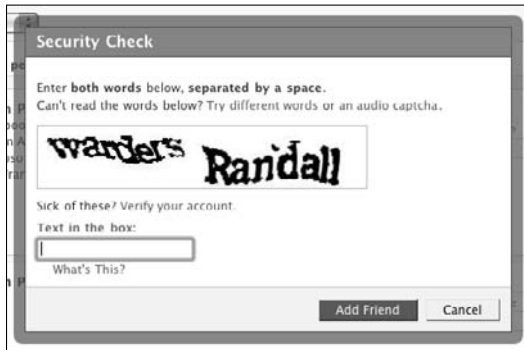 Security Check
Enter both words below, separated by a space.
Can't read the words below? Try different words or an audio captcha.
warders Randall
Sick of these? Verify your account.
Text in the box:
What's This?
Add Friend Cancel